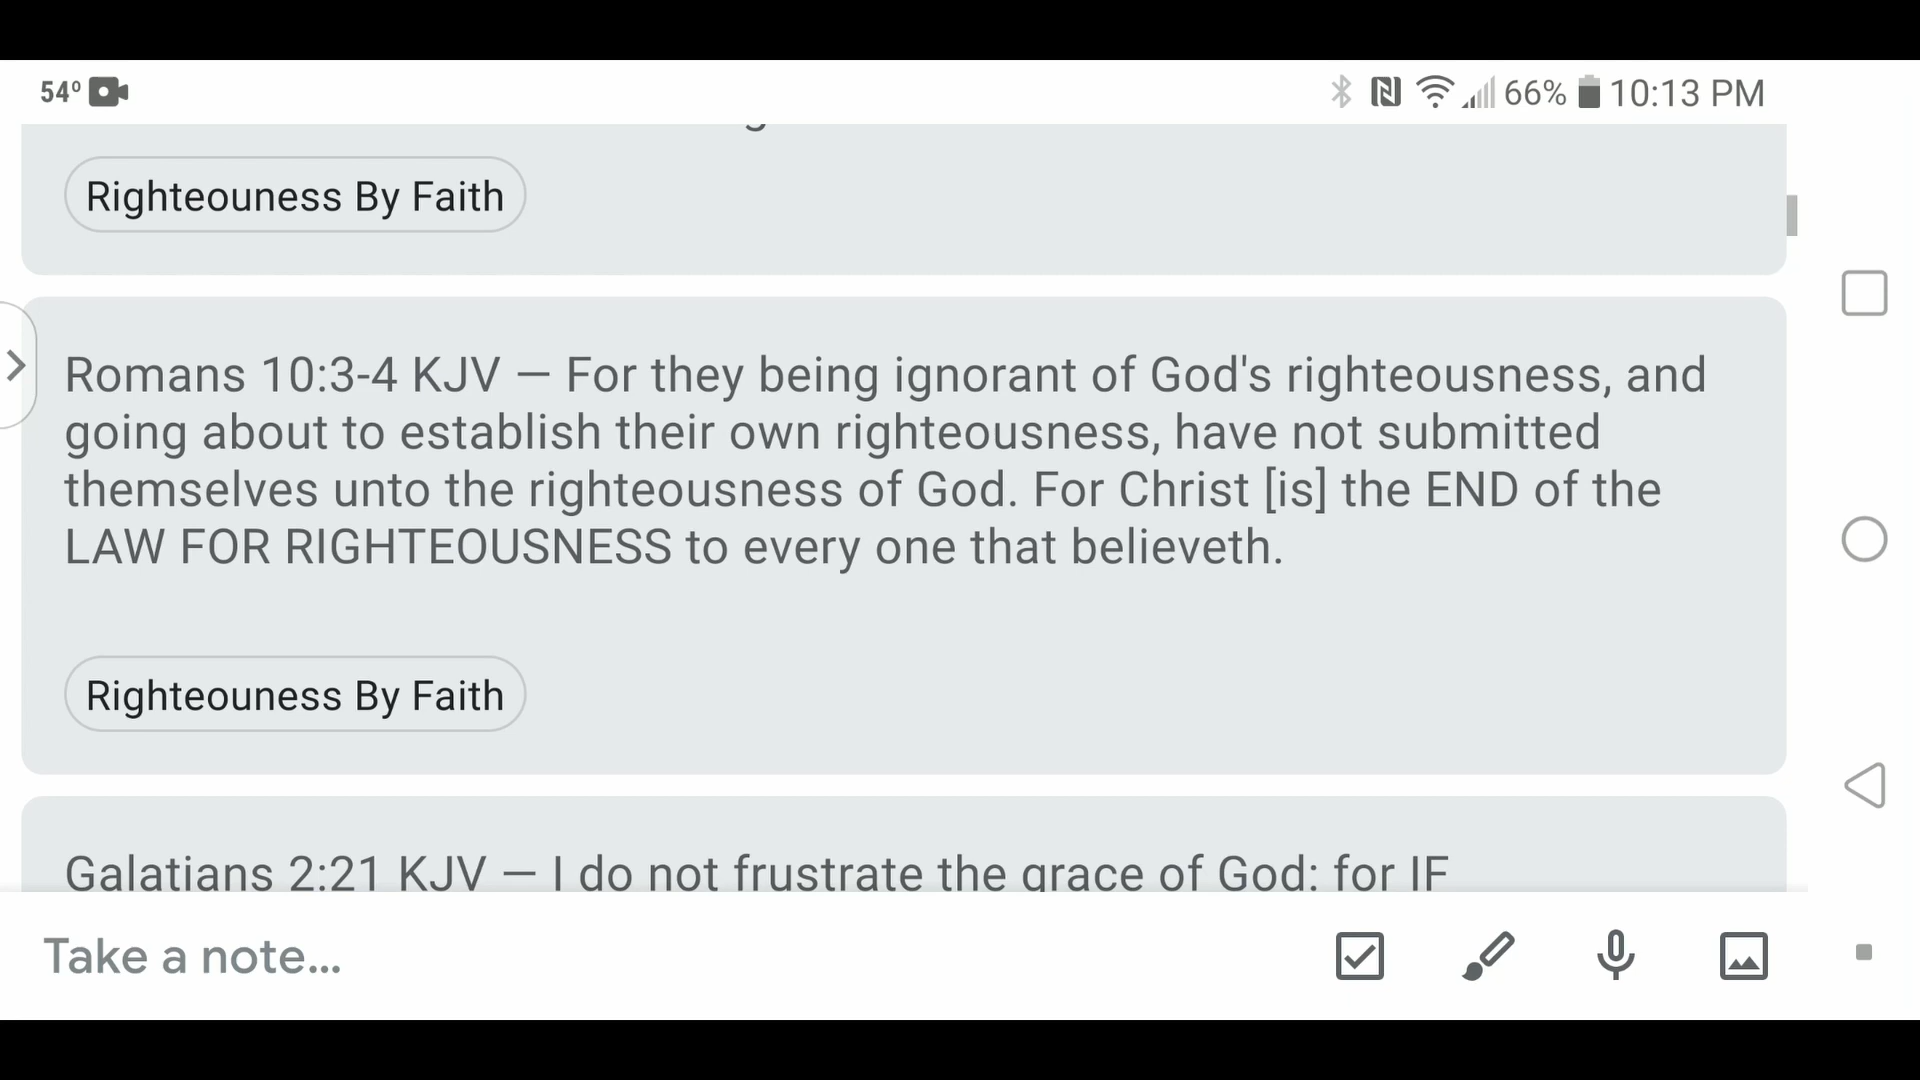 54° 66% 10:13 PM
Righteouness By Faith
Romans 10:3-4 KJV — For they being ignorant of God's righteousness, and
going about to establish their own righteousness, have not submitted
themselves unto the righteousness of God. For Christ [is] the END of the
LAW FOR RIGHTEOUSNESS to every one that believeth.
Righteouness By Faith
Galatians 2:21 KJV — I do not frustrate the grace of God: for IF
Take a note...